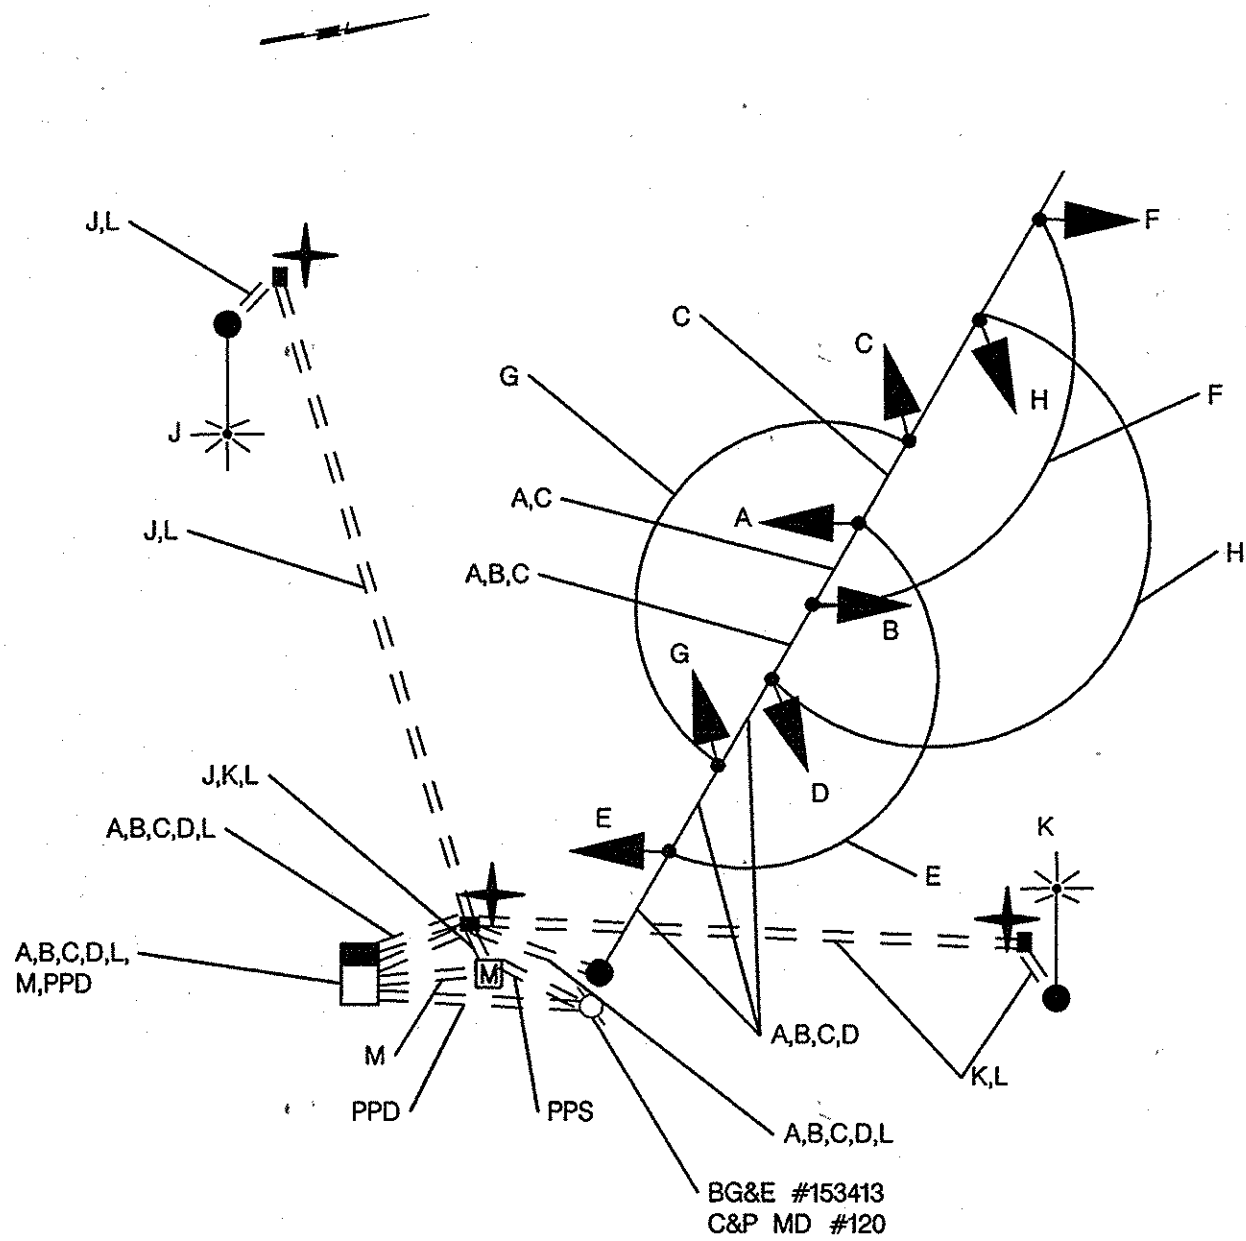 J,L
F
C
C
G
H
F
J
A,C
A
J,L
H
A,B,C
B
G
J,K,L
D
A,B,C,D,L
E
K
E
A,B,C,D,L,
M,PPD
M
A,B,C,D
M
K,L
PPD
PPS
A,B,C,D,L
BG&E #153413
C&P MD #120